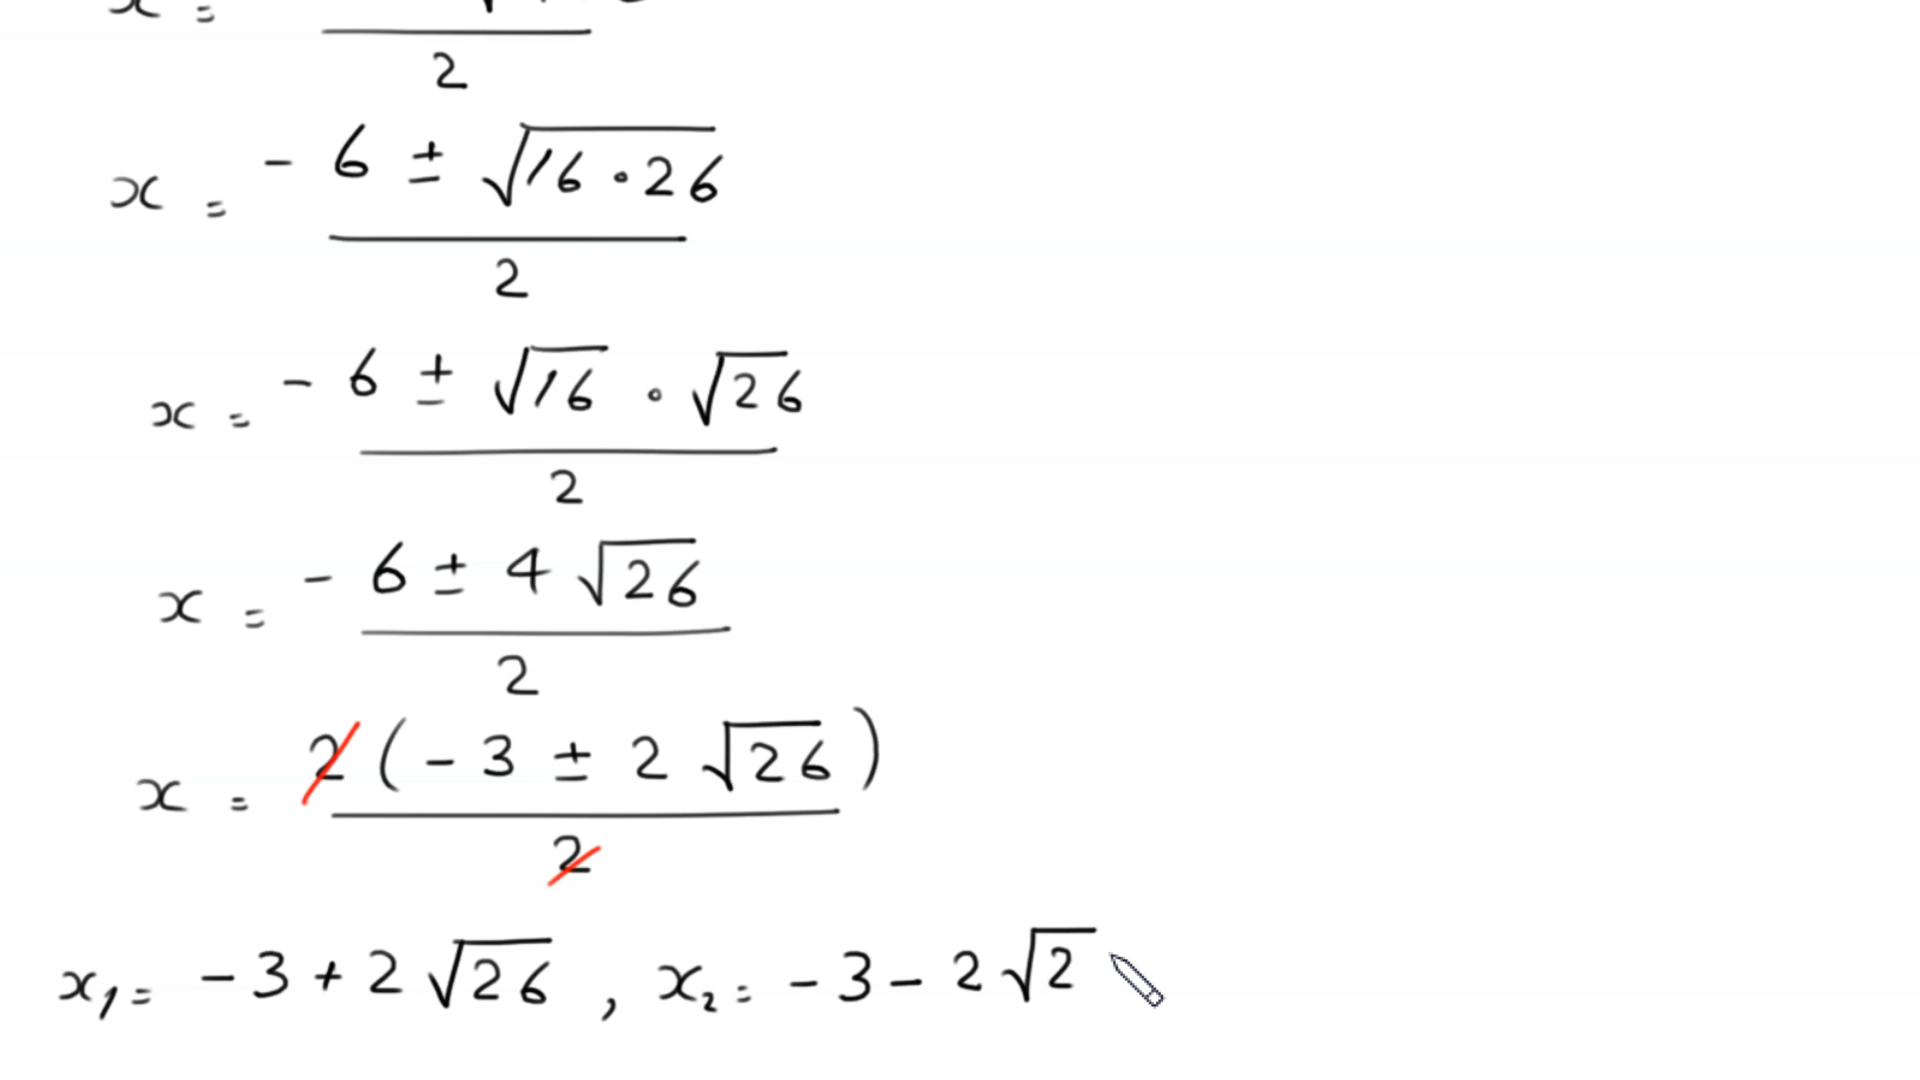 x =
2
x = - 6 ± √16 · 26
2
x = - 6 ± √16 · √26
2
x = - 6 ± 4 √26
2
x = 2 ( - 3 ± 2 √26 )
2
x₁ = - 3 + 2 √26 , x₂ = - 3 - 2 √2